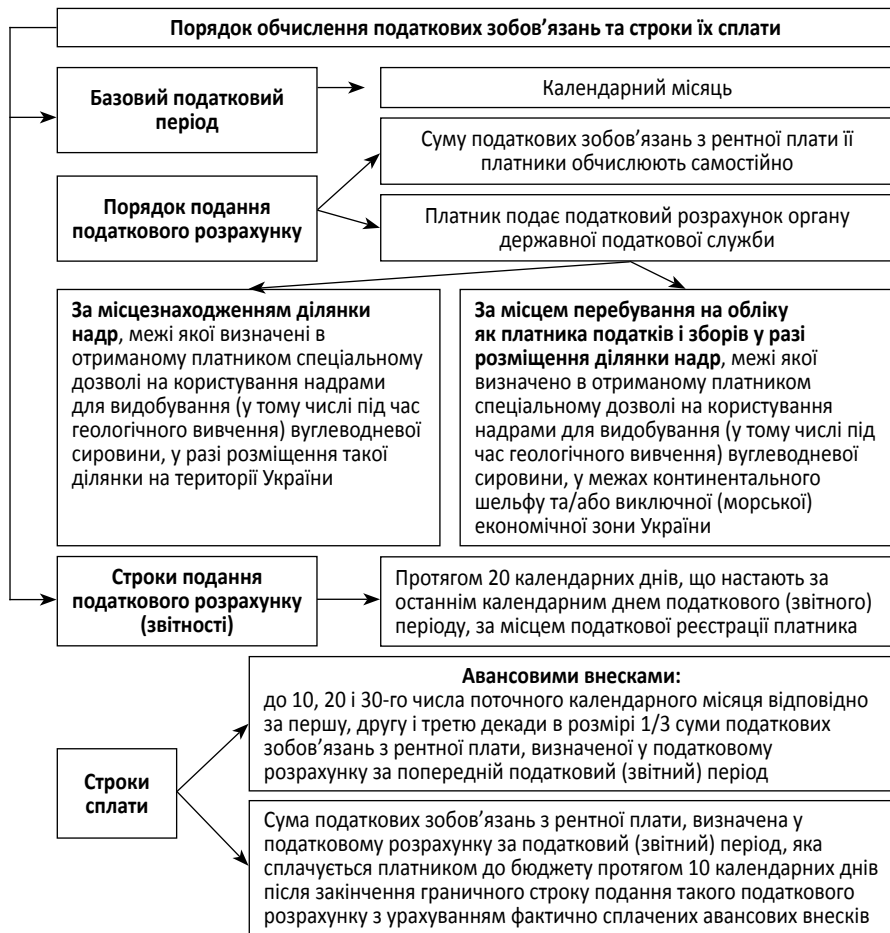 Порядок обчислення податкових зобов’язань та строки їх сплати
Базовий податковий
період
Календарний місяць
Порядок подання
податкового розрахунку
Суму податкових зобов’язань з рентної плати її
платники обчислюють самостійно
Платник подає податковий розрахунок органу
державної податкової служби
За місцезнаходженням ділянки
надр, межі якої визначені в
отриманому платником спеціальному
дозволі на користування надрами
для видобування (у тому числі під час
геологічного вивчення) вуглеводневої
сировини, у разі розміщення такої
ділянки на території України
За місцем перебування на обліку
як платника податків і зборів у разі
розміщення ділянки надр, межі якої
визначено в отриманому платником
спеціальному дозволі на користування
надрами для видобування (у тому числі під
час геологічного вивчення) вуглеводневої
сировини, у межах континентального
шельфу та/або виключної (морської)
економічної зони України
Строки подання
податкового розрахунку
(звітності)
Протягом 20 календарних днів, що настають за
останнім календарним днем податкового (звітного)
періоду, за місцем податкової реєстрації платника
Строки
сплати
Авансовими внесками:
до 10, 20 і 30-го числа поточного календарного місяця відповідно
за першу, другу і третю декади в розмірі 1/3 суми податкових
зобов’язань з рентної плати, визначеної у податковому
розрахунку за попередній податковий (звітний) період
Сума податкових зобов’язань з рентної плати, визначена у
податковому розрахунку за податковий (звітний) період, яка
сплачується платником до бюджету протягом 10 календарних днів
після закінчення граничного строку подання такого податкового
розрахунку з урахуванням фактично сплачених авансових внесків